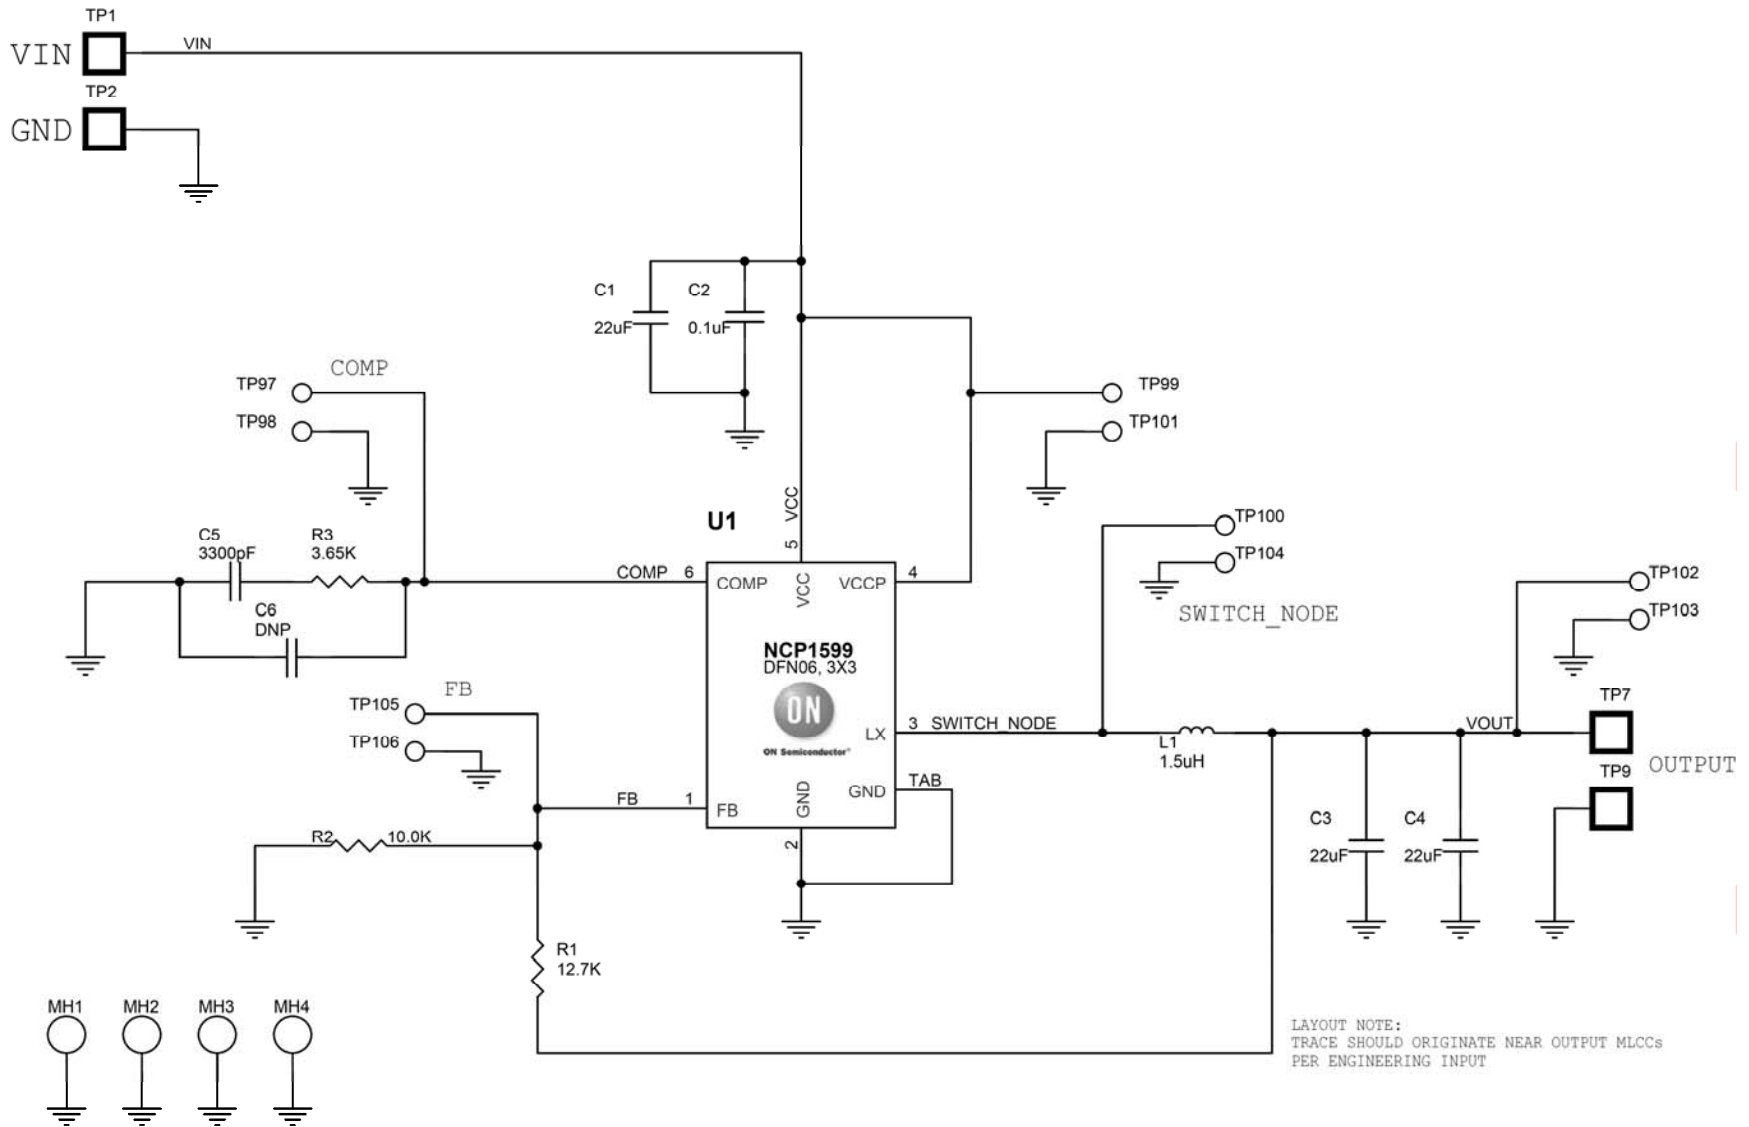 TP1
VIN
VIN
TP2
GND
C1
22uF
C2
0.1uF
COMP
TP97
TP98
TP99
TP101
VCC
5
U1
TP100
TP104
SWITCH_NODE
C5
3300pF
R3
3.65K
C6
DNP
COMP 6
COMP
VCC
VCCP
4
TP102
TP103
NCP1599
DFN06, 3X3
ON
ON Semiconductor®
FB
TP105
TP106
LX
3 SWITCH_NODE
L1
1.5uH
VOUT
TP7
TP9
OUTPUT
GND
TAB
FB 1
FB
GND
2
R2 10.0K
C3
22uF
C4
22uF
R1
12.7K
MH1 MH2 MH3 MH4
LAYOUT NOTE:
TRACE SHOULD ORIGINATE NEAR OUTPUT MLCCs
PER ENGINEERING INPUT